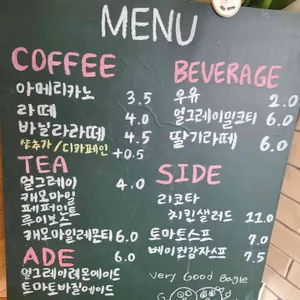 MENU
COFFEE
아메리카노 3.5
라떼 4.0
바닐라라떼 4.5
샷추가/디카페인 +0.5
TEA
얼그레이 4.0
캐모마일
페퍼민트
루이보스
캐모마일레몬티 6.0
ADE 6.0
얼그레이레몬에이드
토마토바질에이드
BEVERAGE
우유 2.0
얼그레이밀크티 6.0
딸기라떼 6.0
SIDE
리코타
치킨샐러드 11.0
토마토스프 7.0
베이컨감자스프 7.5
Very Good Bagle